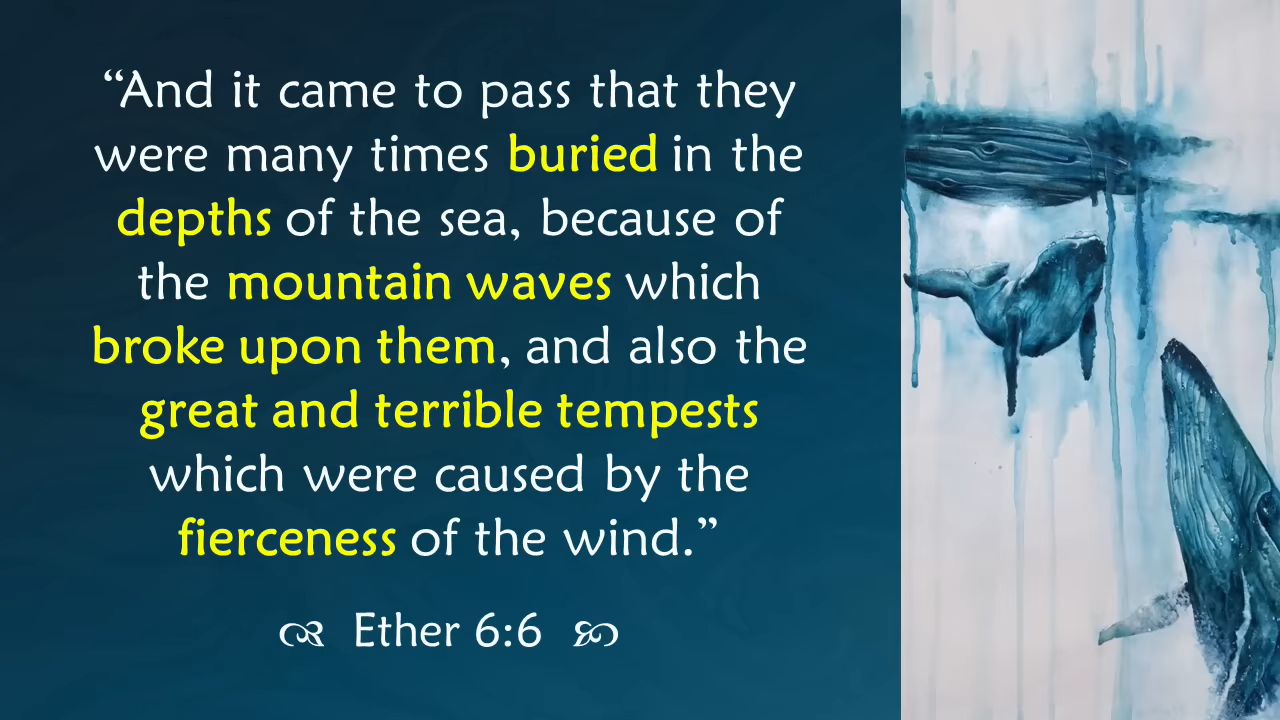 “And it came to pass that they
were many times buried in the
depths of the sea, because of
the mountain waves which
broke upon them, and also the
great and terrible tempests
which were caused by the
fierceness of the wind.”
Ether 6:6